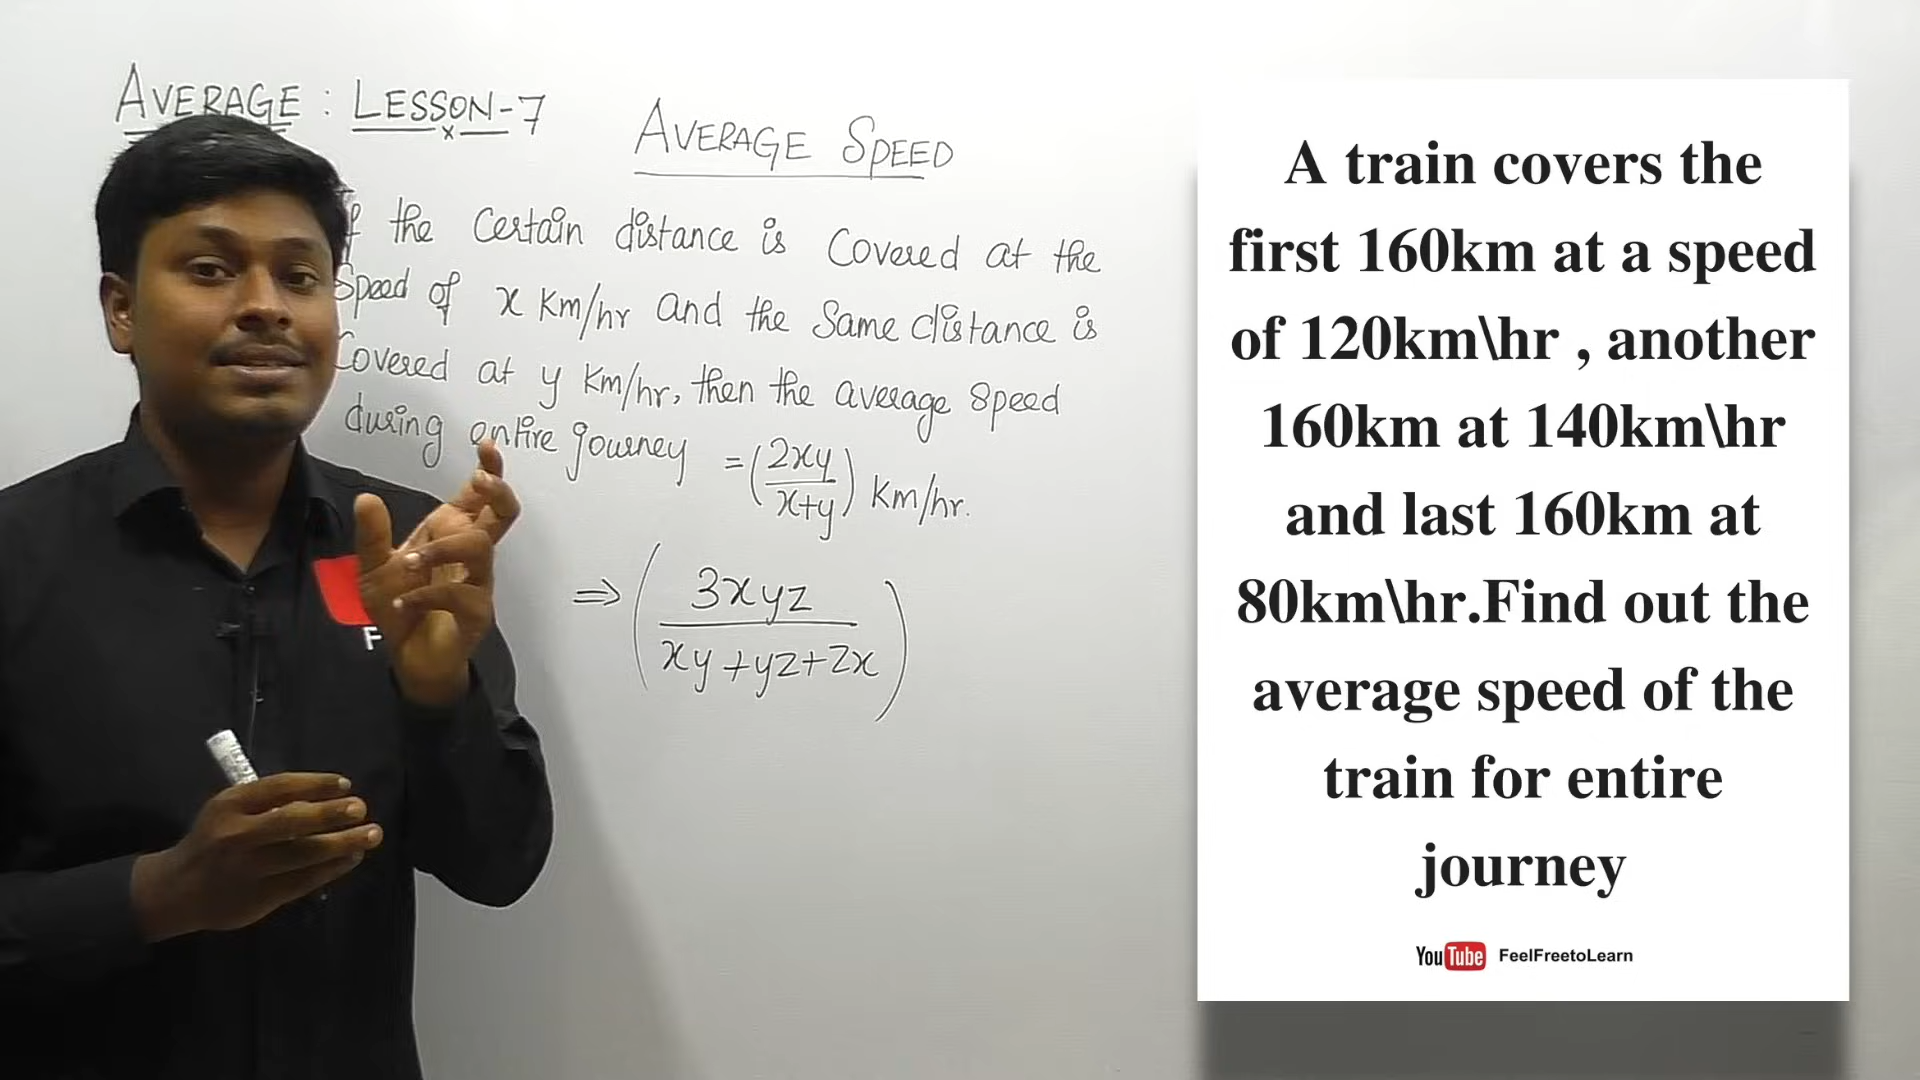 AVERAGE : LESSON-7
AVERAGE SPEED
If the Certain distance is Covered at the
Speed of x Km/hr and the Same distance is
Covered at y Km/hr, then the average Speed
during entire journey = (2xy/x+y) Km/hr.
⇒ (3xyz/xy+yz+zx)
F
A train covers the
first 160km at a speed
of 120km\hr , another
160km at 140km\hr
and last 160km at
80km\hr.Find out the
average speed of the
train for entire
journey
YouTube FeelFreetoLearn